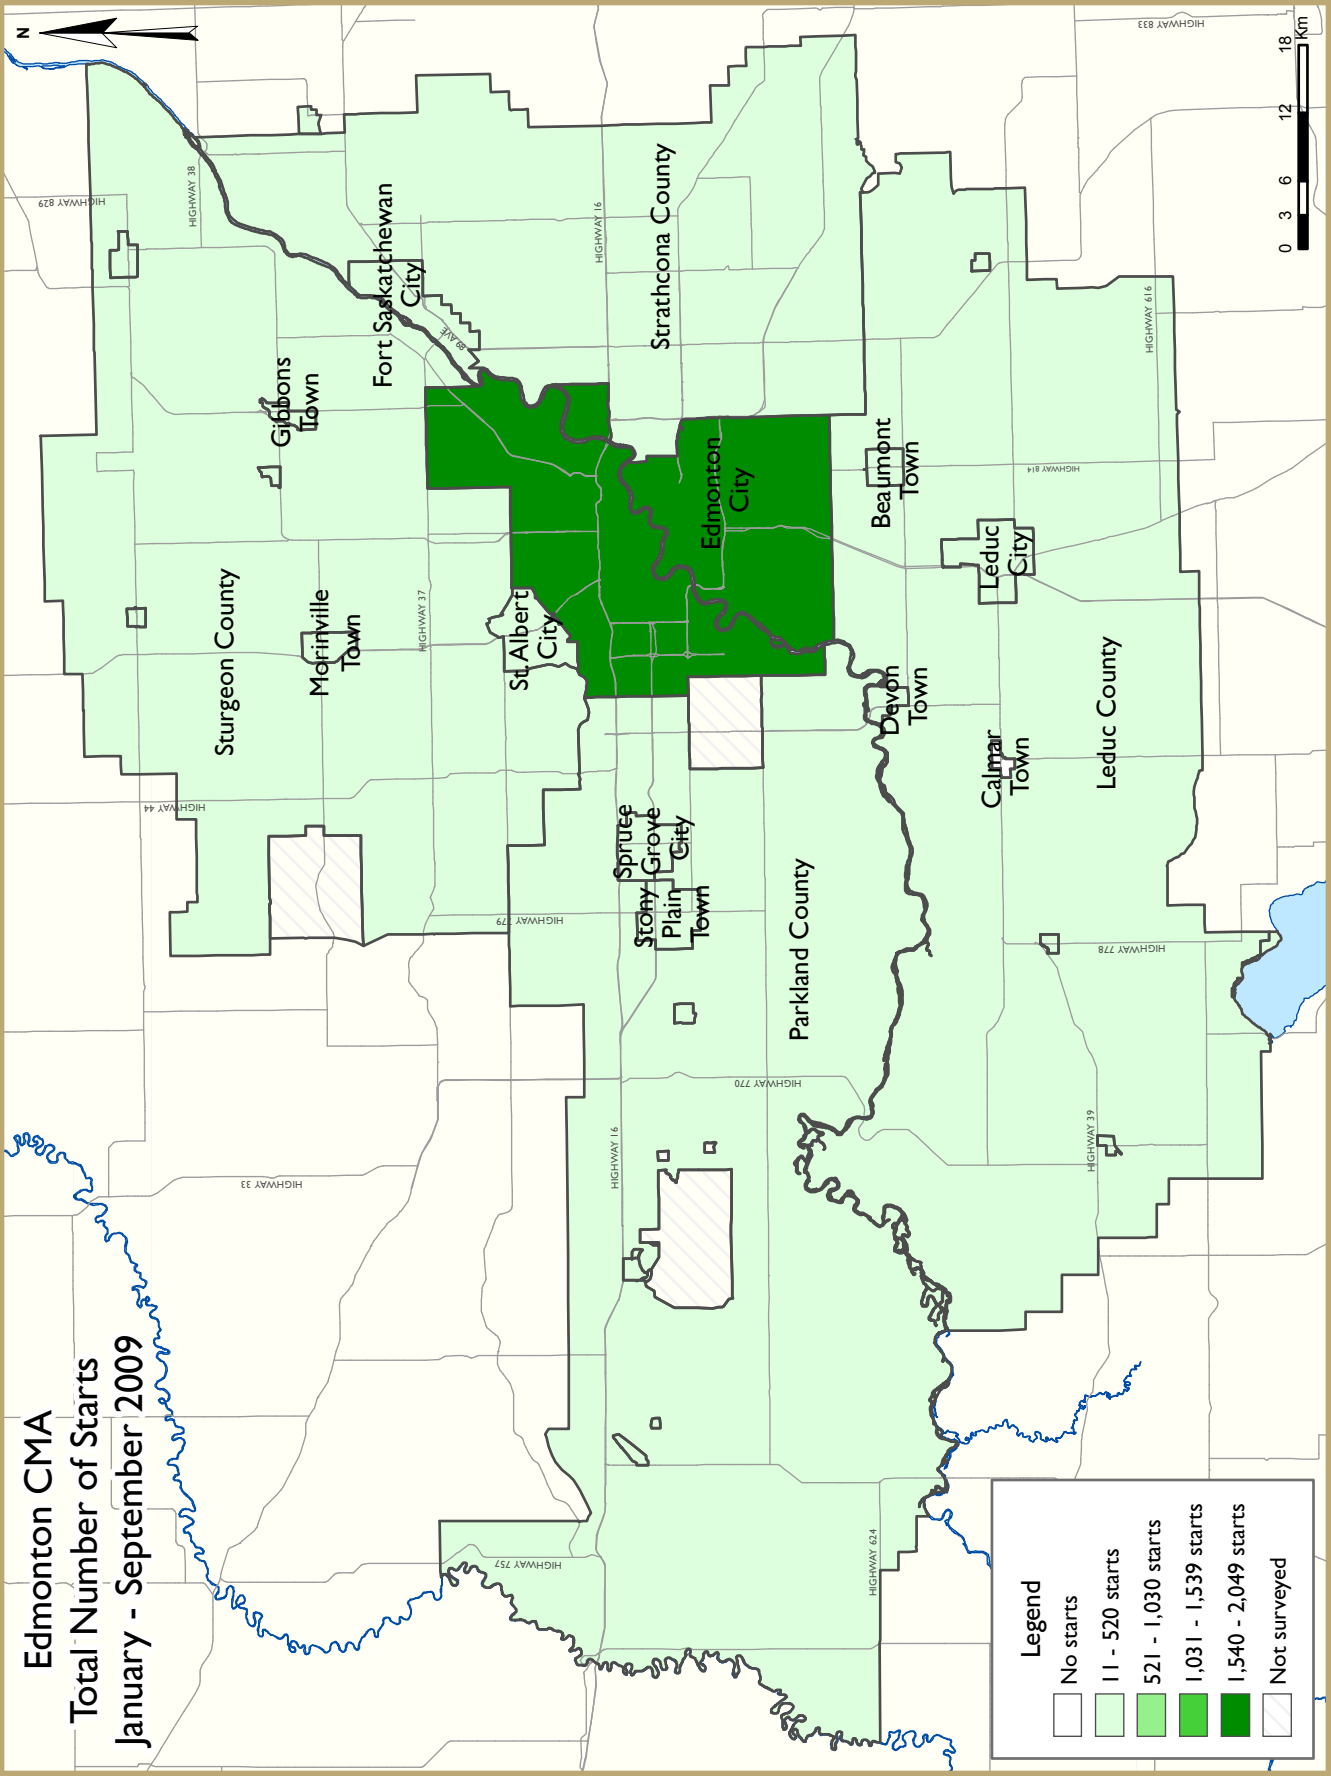 Edmonton CMA
Total Number of Starts
January - September 2009
N
HIGHWAY 829
HIGHWAY 38
HIGHWAY 833
Fort Saskatchewan
City
89 AVE
HIGHWAY 16
Strathcona County
Gibbons
Town
Sturgeon County
Morinville
Town
HIGHWAY 37
St. Albert
City
Edmonton
City
Beaumont
Town
HIGHWAY 814
HIGHWAY 616
Leduc
City
HIGHWAY 44
HIGHWAY 779
Spruce
Grove
City
Stony
Plain
Town
Devon
Town
Calmar
Town
Leduc County
Parkland County
HIGHWAY 770
HIGHWAY 778
HIGHWAY 33
HIGHWAY 16
HIGHWAY 39
HIGHWAY 757
HIGHWAY 624
Legend
No starts
11 - 520 starts
521 - 1,030 starts
1,031 - 1,539 starts
1,540 - 2,049 starts
Not surveyed
0 3 6 12 18
Km